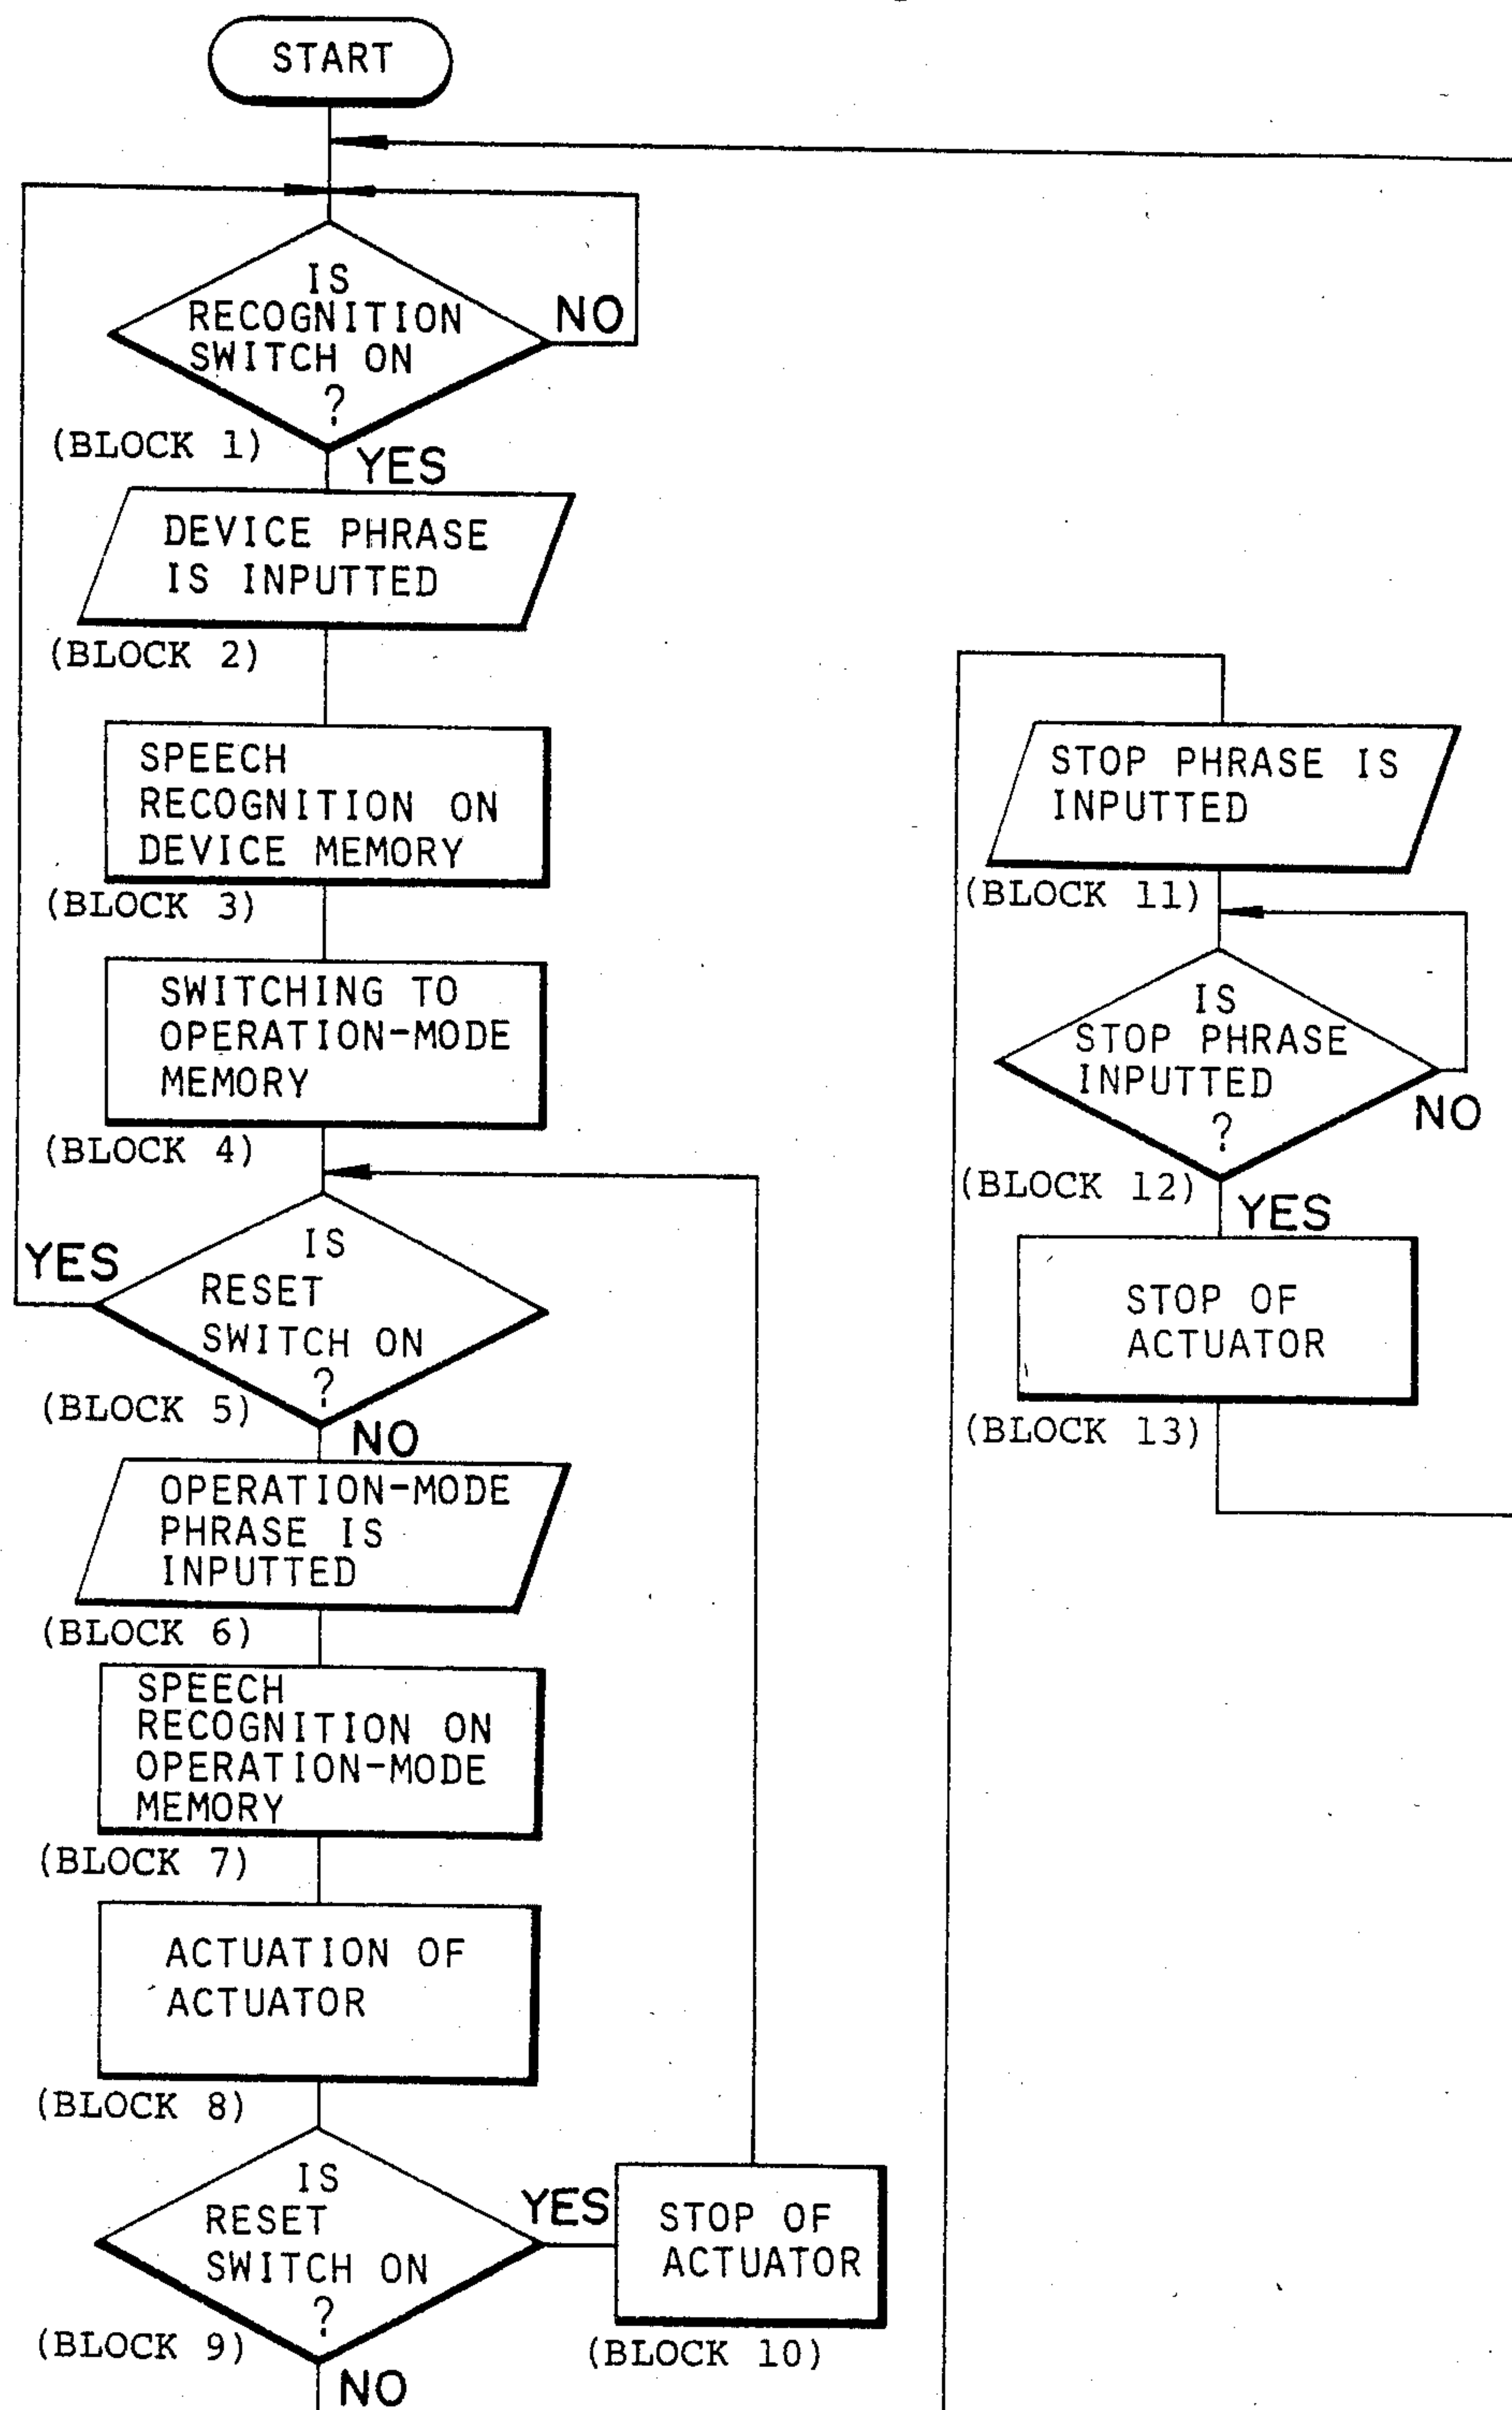 START
IS
RECOGNITION
SWITCH ON
?
NO
(BLOCK 1)
YES
DEVICE PHRASE
IS INPUTTED
(BLOCK 2)
SPEECH
RECOGNITION ON
DEVICE MEMORY
(BLOCK 3)
SWITCHING TO
OPERATION-MODE
MEMORY
(BLOCK 4)
IS
RESET
SWITCH ON
?
YES
(BLOCK 5)
NO
OPERATION-MODE
PHRASE IS
INPUTTED
(BLOCK 6)
SPEECH
RECOGNITION ON
OPERATION-MODE
MEMORY
(BLOCK 7)
ACTUATION OF
ACTUATOR
(BLOCK 8)
IS
RESET
SWITCH ON
?
YES
(BLOCK 9)
NO
STOP OF
ACTUATOR
(BLOCK 10)
STOP PHRASE IS
INPUTTED
(BLOCK 11)
IS
STOP PHRASE
INPUTTED
?
NO
(BLOCK 12)
YES
STOP OF
ACTUATOR
(BLOCK 13)